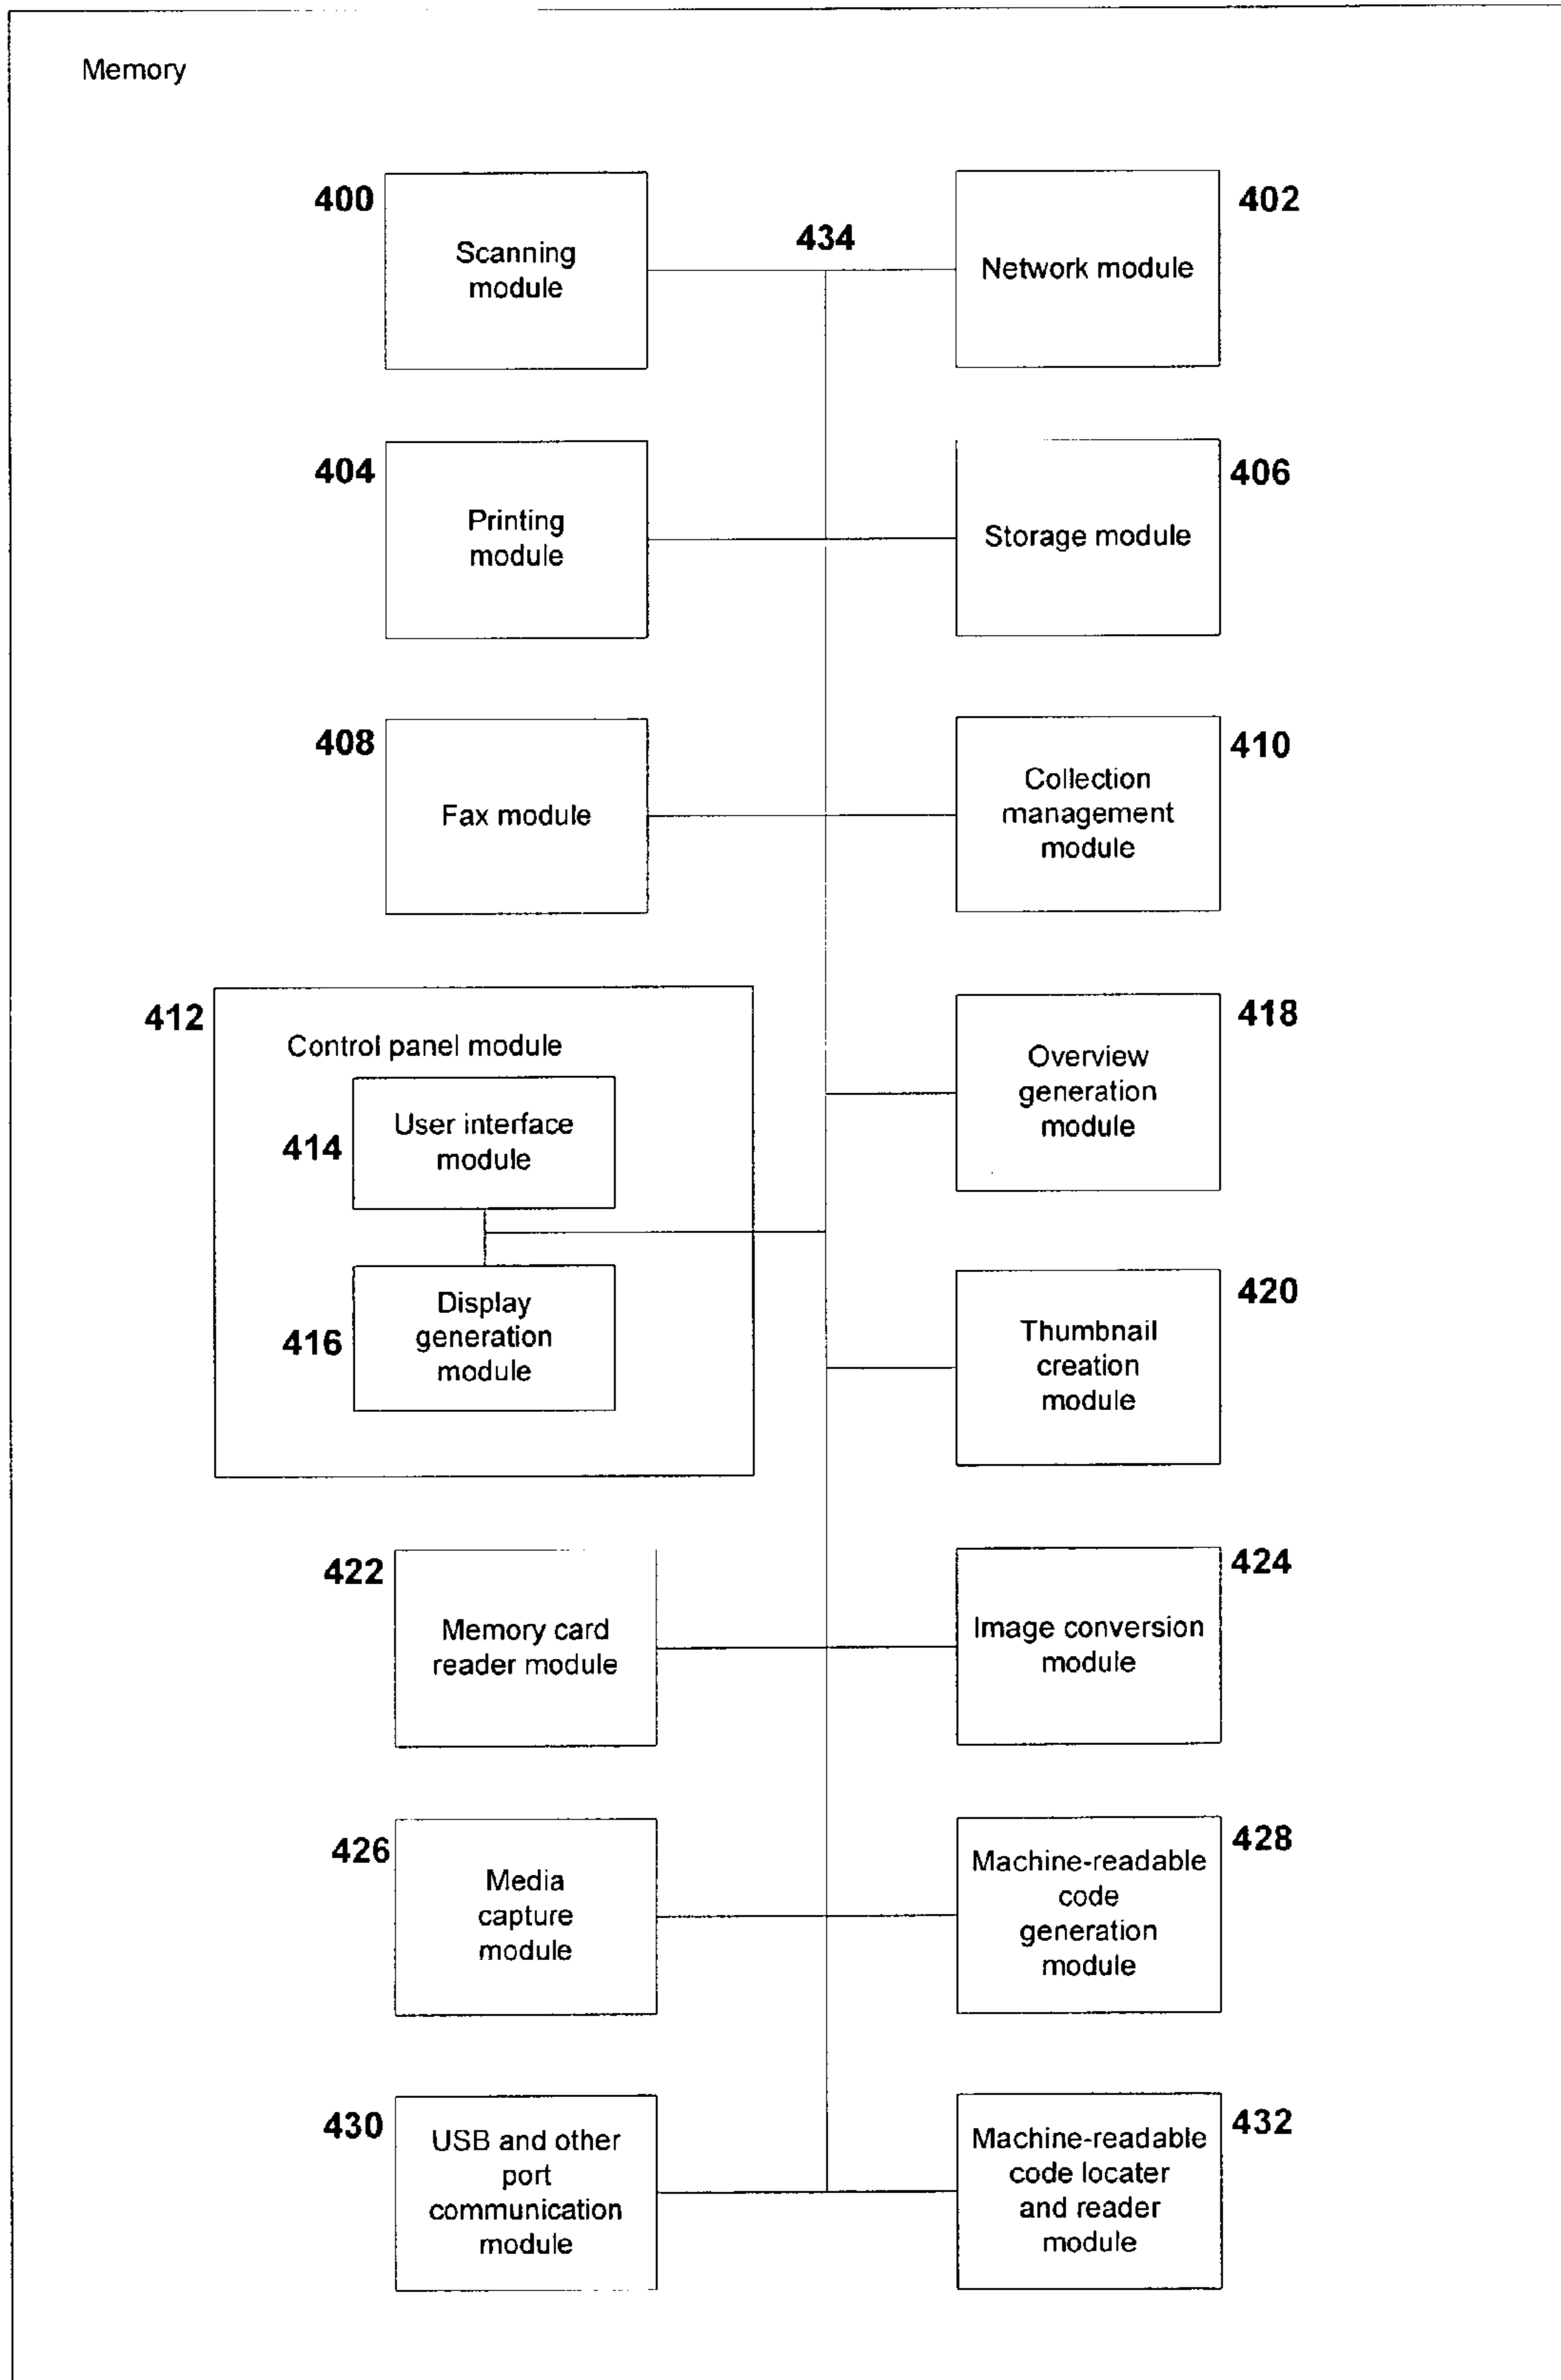 Memory
400
Scanning
module
434
402
Network module
404
Printing
module
406
Storage module
408
Fax module
410
Collection
management
module
412
Control panel module
414
User interface
module
416
Display
generation
module
418
Overview
generation
module
420
Thumbnail
creation
module
422
Memory card
reader module
424
Image conversion
module
426
Media
capture
module
428
Machine-readable
code
generation
module
430
USB and other
port
communication
module
432
Machine-readable
code locater
and reader
module